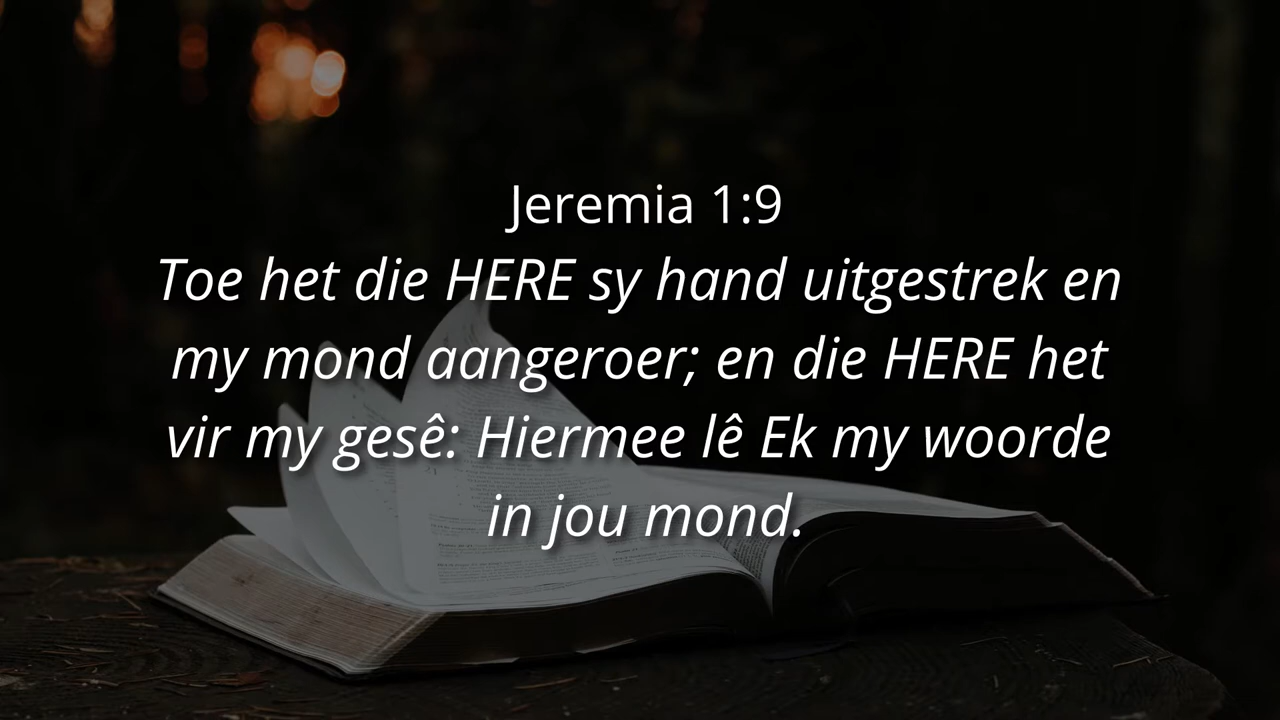 Jeremia 1:9
Toe het die HERE sy hand uitgestrek en
my mond aangeroer; en die HERE het
vir my gesê: Hiermee lê Ek my woorde
in jou mond.